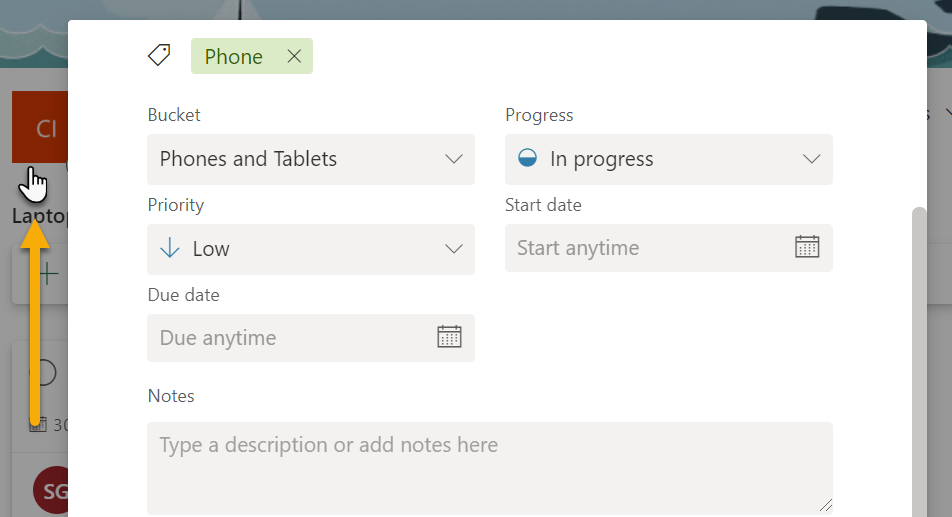 Phone
CI
Bucket
Progress
Phones and Tablets
In progress
Priority
Start date
Low
Start anytime
Due date
Due anytime
30
Notes
Type a description or add notes here
SG